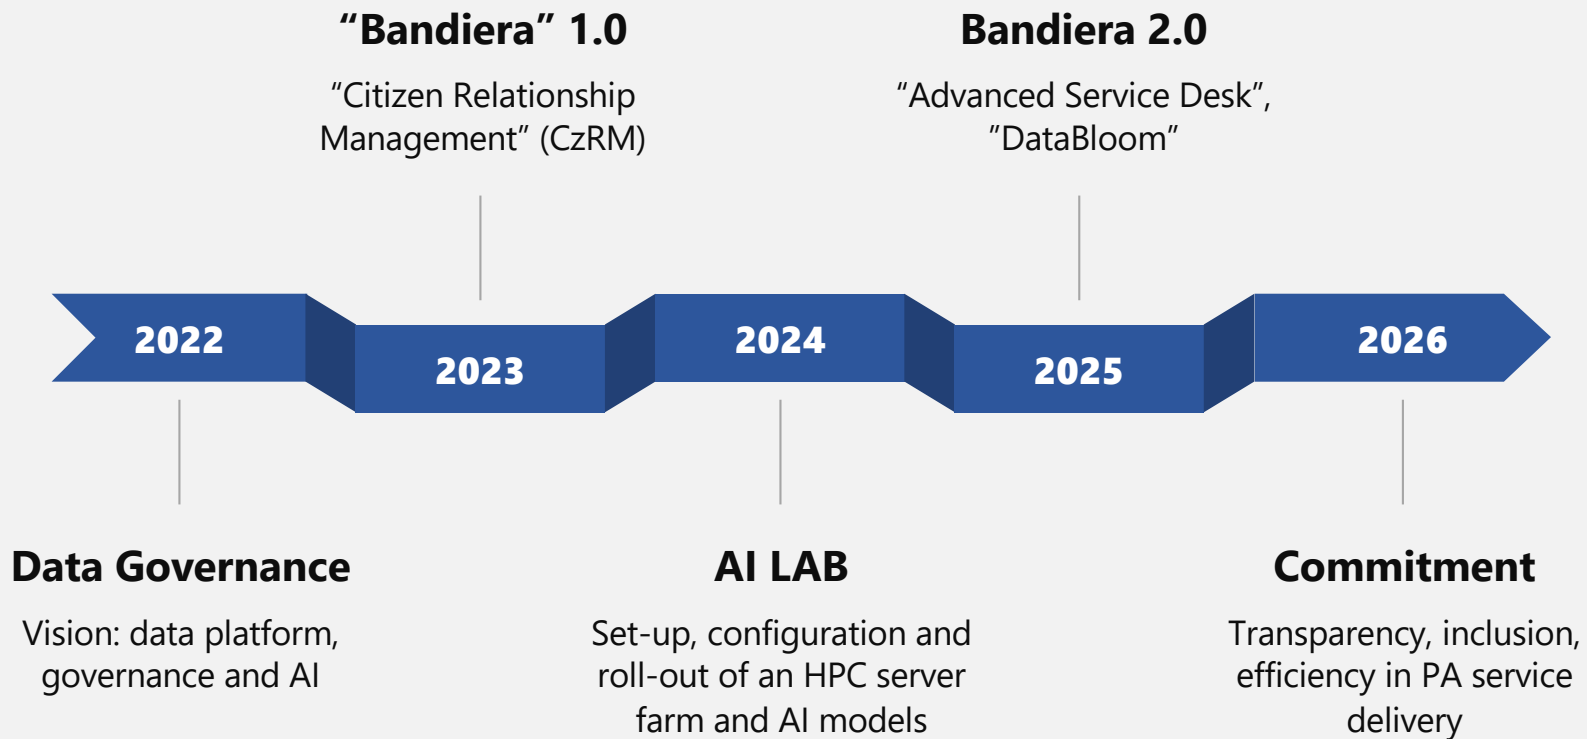 “Bandiera” 1.0
“Citizen Relationship
Management” (CzRM)
Bandiera 2.0
“Advanced Service Desk”,
”DataBloom”
2022
2023
2024
2025
2026
Data Governance
Vision: data platform,
governance and AI
AI LAB
Set-up, configuration and
roll-out of an HPC server
farm and AI models
Commitment
Transparency, inclusion,
efficiency in PA service
delivery